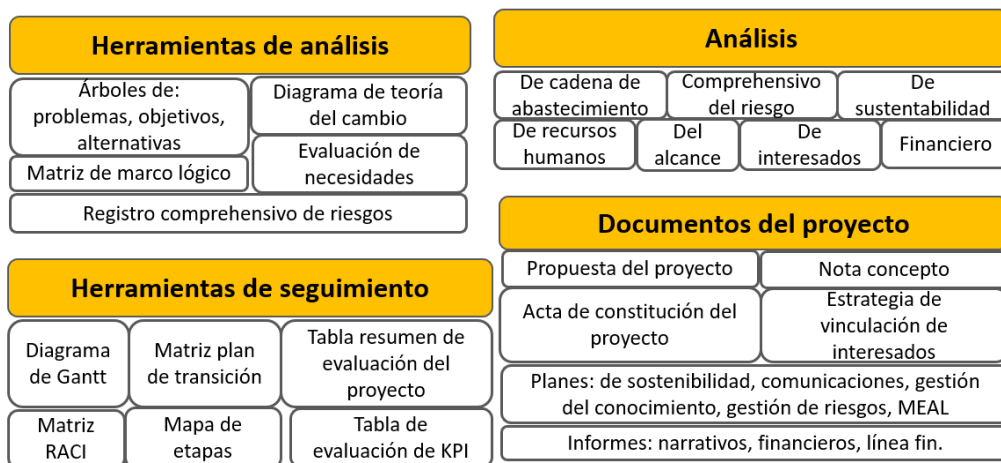 Herramientas de análisis
Árboles de:
problemas, objetivos,
alternativas
Diagrama de teoría
del cambio
Matriz de marco lógico
Evaluación de
necesidades
Registro comprehensivo de riesgos
Análisis
De cadena de
abastecimiento
Comprehensivo
del riesgo
De
sustentabilidad
De recursos
humanos
Del
alcance
De
interesados
Financiero
Herramientas de seguimiento
Diagrama
de Gantt
Matriz plan
de transición
Tabla resumen de
evaluación del
proyecto
Matriz
RACI
Mapa de
etapas
Tabla de
evaluación de KPI
Documentos del proyecto
Propuesta del proyecto
Nota concepto
Acta de constitución del
proyecto
Estrategia de
vinculación de
interesados
Planes: de sostenibilidad, comunicaciones, gestión
del conocimiento, gestión de riesgos, MEAL
Informes: narrativos, financieros, línea fin.